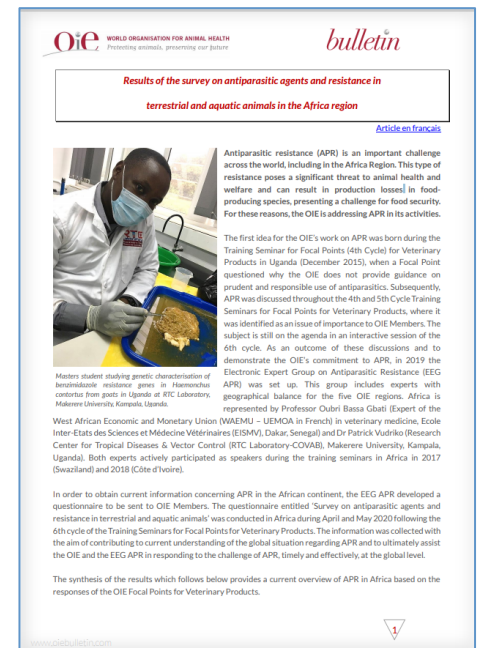 OiE WORLD ORGANISATION FOR ANIMAL HEALTH
Protecting animals, preserving our future
bulletin
Results of the survey on antiparasitic agents and resistance in
terrestrial and aquatic animals in the Africa region
Article en français
Antiparasitic resistance (APR) is an important challenge
across the world, including in the Africa Region. This type of
resistance poses a significant threat to animal health and
welfare and can result in production losses in food-
producing species, presenting a challenge for food security.
For these reasons, the OIE is addressing APR in its activities.
The first idea for the OIE's work on APR was born during the
Training Seminar for Focal Points (4th Cycle) for Veterinary
Products in Uganda (December 2015), when a Focal Point
questioned why the OIE does not provide guidance on
prudent and responsible use of antiparasitics. Subsequently,
APR was discussed throughout the 4th and 5th Cycle Training
Seminars for Focal Points for Veterinary Products, where it
was identified as an issue of importance to OIE Members. The
subject is still on the agenda in an interactive session of the
6th cycle. As an outcome of these discussions and to
demonstrate the OIE's commitment to APR, in 2019 the
Electronic Expert Group on Antiparasitic Resistance (EEG
APR) was set up. This group includes experts with
geographical balance for the five OIE regions. Africa is
represented by Professor Oubri Bassa Gbati (Expert of the
Masters student studying genetic characterisation of
benzimidazole resistance genes in Haemonchus
contortus from goats in Uganda at RTC Laboratory,
Makerere University, Kampala, Uganda.
West African Economic and Monetary Union (WAEMU – UEMOA in French) in veterinary medicine, Ecole
Inter-Etats des Sciences et Médecine Vétérinaires (EISMV), Dakar, Senegal) and Dr Patrick Vudriko (Research
Center for Tropical Diseases & Vector Control (RTC Laboratory-COVAB), Makerere University, Kampala,
Uganda). Both experts actively participated as speakers during the training seminars in Africa in 2017
(Swaziland) and 2018 (Côte d'Ivoire).
In order to obtain current information concerning APR in the African continent, the EEG APR developed a
questionnaire to be sent to OIE Members. The questionnaire entitled 'Survey on antiparasitic agents and
resistance in terrestrial and aquatic animals' was conducted in Africa during April and May 2020 following the
6th cycle of the Training Seminars for Focal Points for Veterinary Products. The information was collected with
the aim of contributing to current understanding of the global situation regarding APR and to ultimately assist
the OIE and the EEG APR in responding to the challenge of APR, timely and effectively, at the global level.
The synthesis of the results which follows below provides a current overview of APR in Africa based on the
responses of the OIE Focal Points for Veterinary Products.
1
www.oiebulletin.com